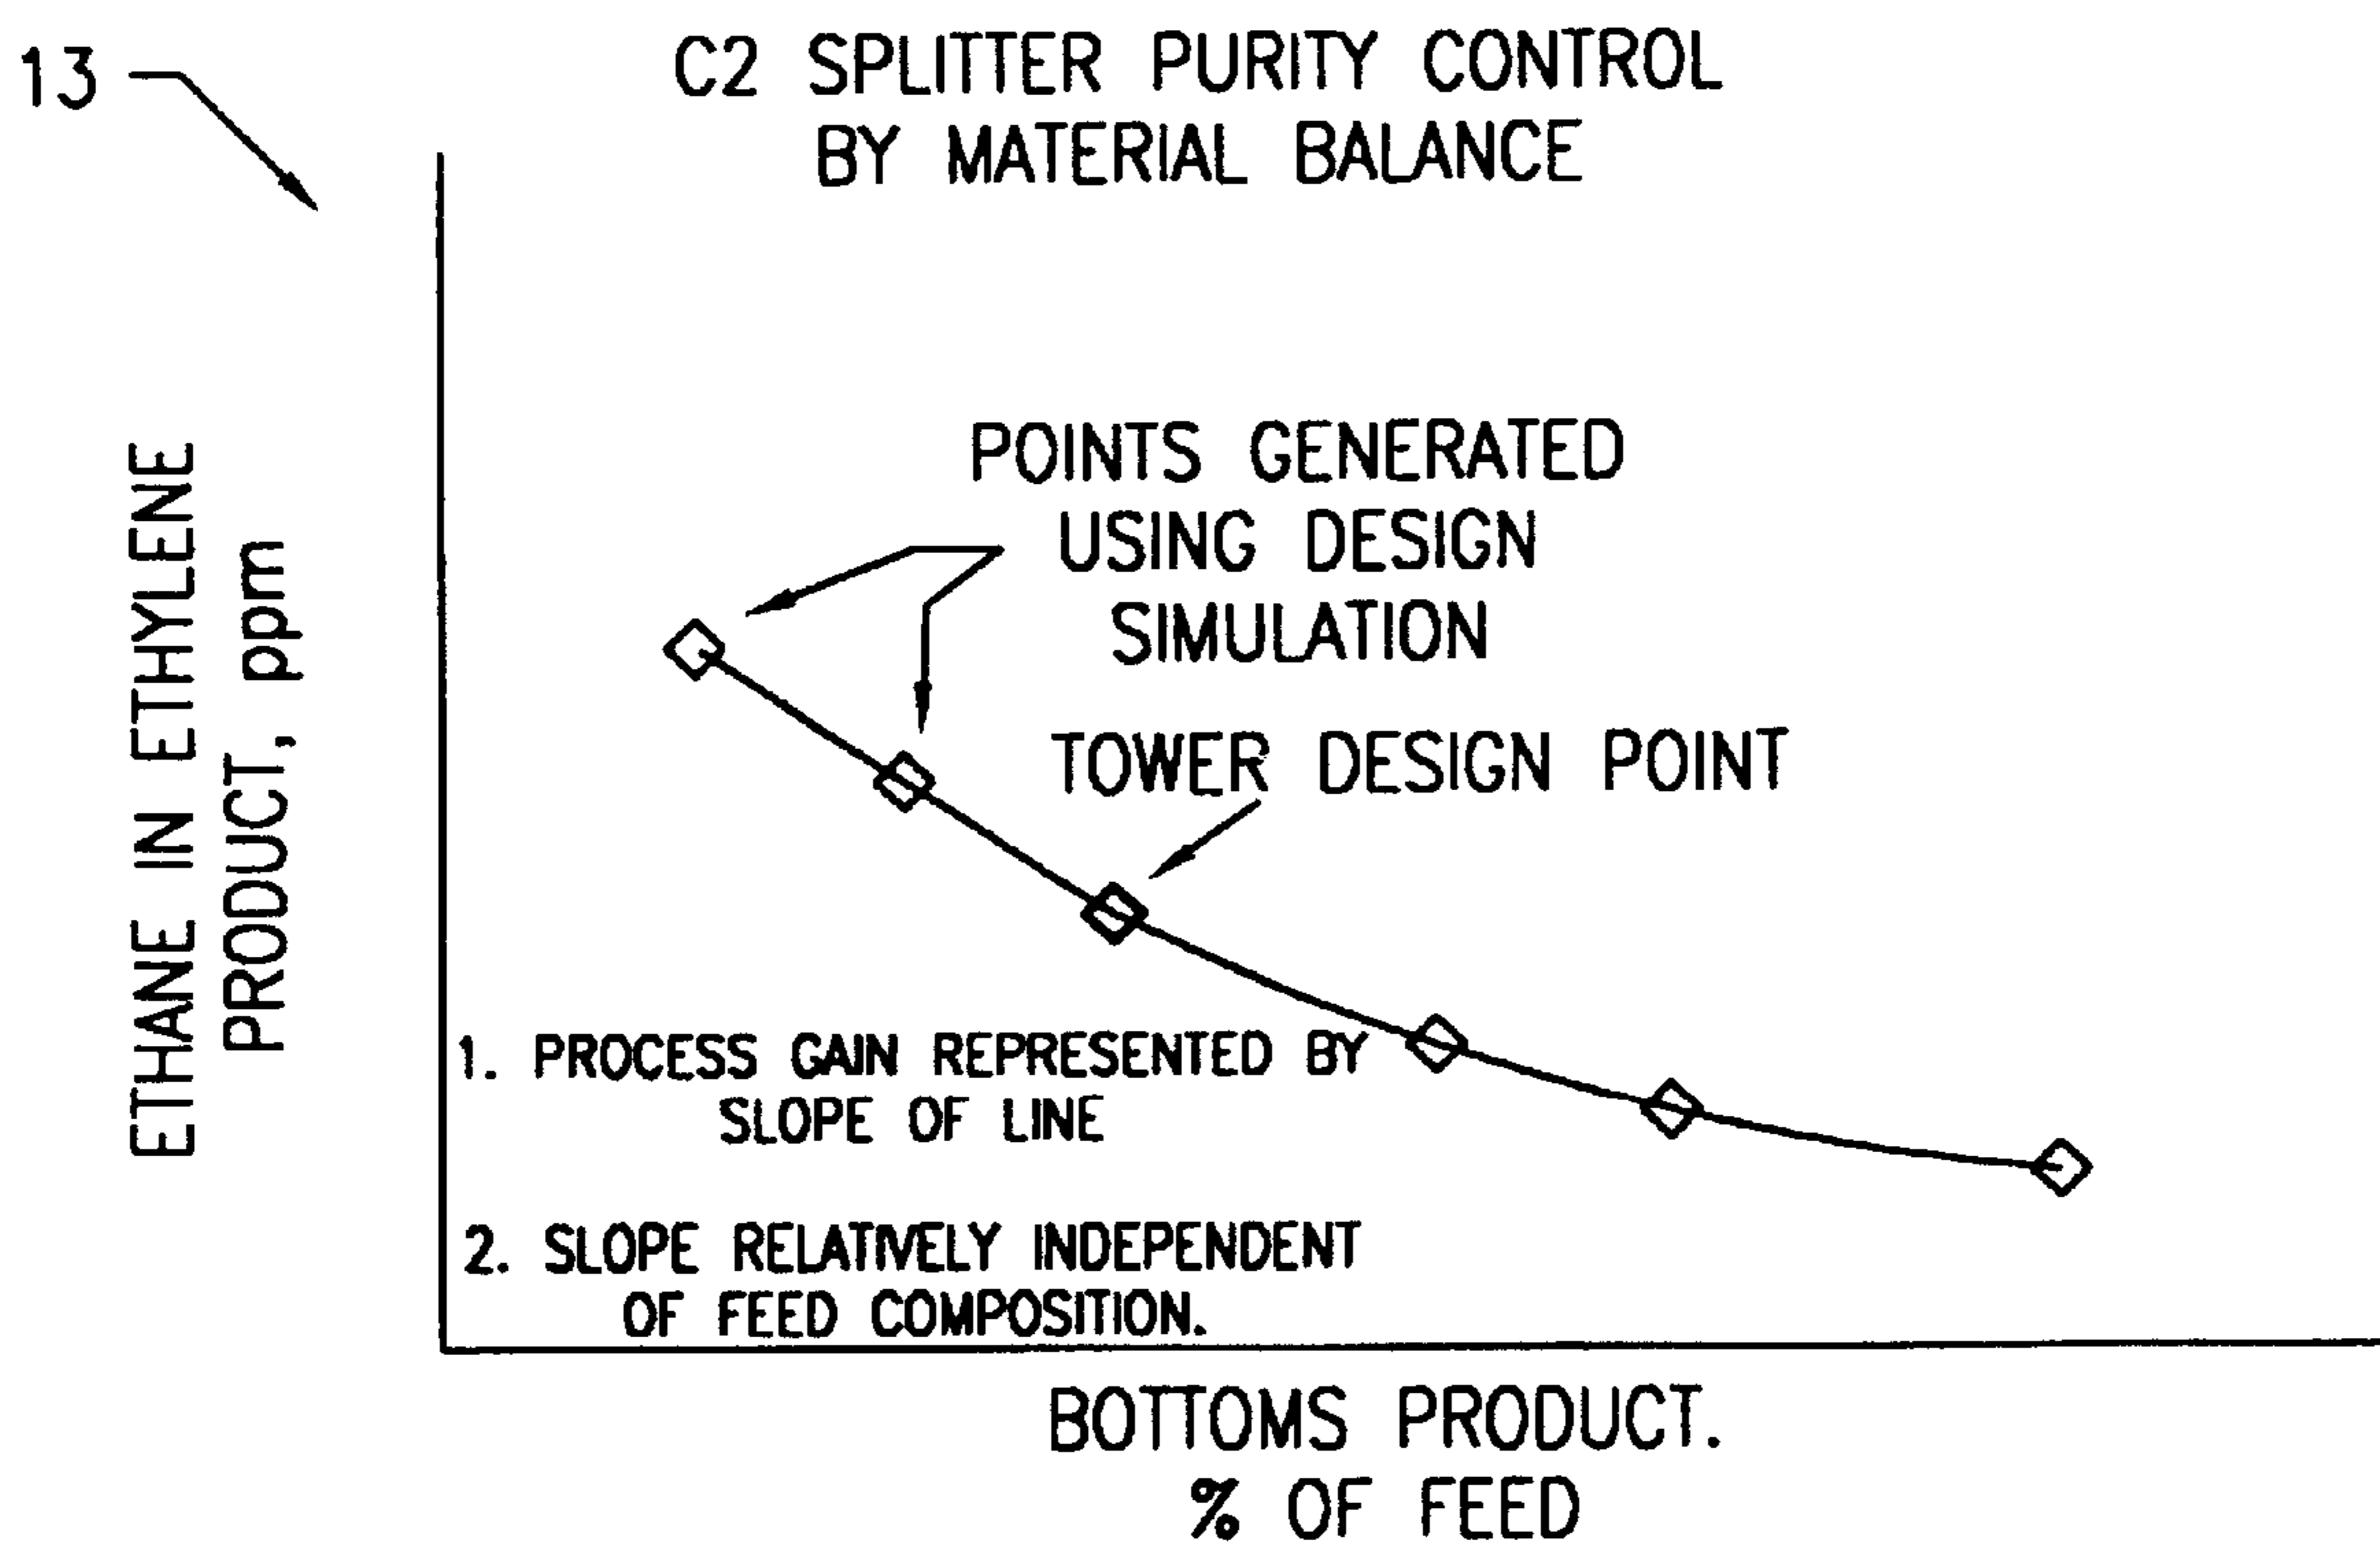 13
C2 SPLITTER PURITY CONTROL
BY MATERIAL BALANCE
ETHANE IN ETHYLENE
PRODUCT, ppm
POINTS GENERATED
USING DESIGN
SIMULATION
TOWER DESIGN POINT
1. PROCESS GAIN REPRESENTED BY
SLOPE OF LINE
2. SLOPE RELATIVELY INDEPENDENT
OF FEED COMPOSITION.
BOTTOMS PRODUCT.
% OF FEED